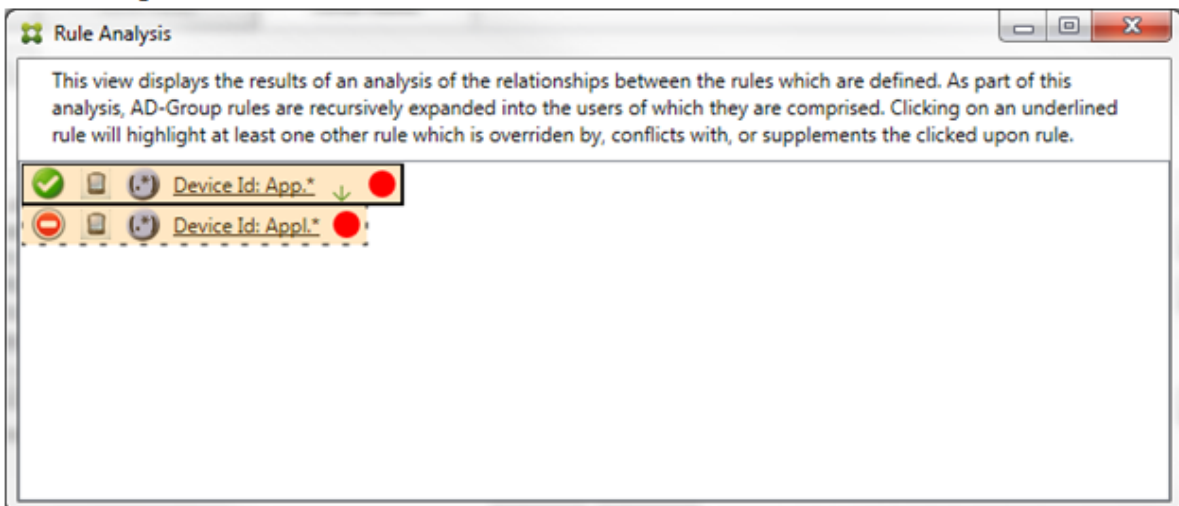 Rule Analysis
This view displays the results of an analysis of the relationships between the rules which are defined. As part of this
analysis, AD-Group rules are recursively expanded into the users of which they are comprised. Clicking on an underlined
rule will highlight at least one other rule which is overriden by, conflicts with, or supplements the clicked upon rule.
(.*) Device Id: App.*
(.*) Device Id: Appl.*